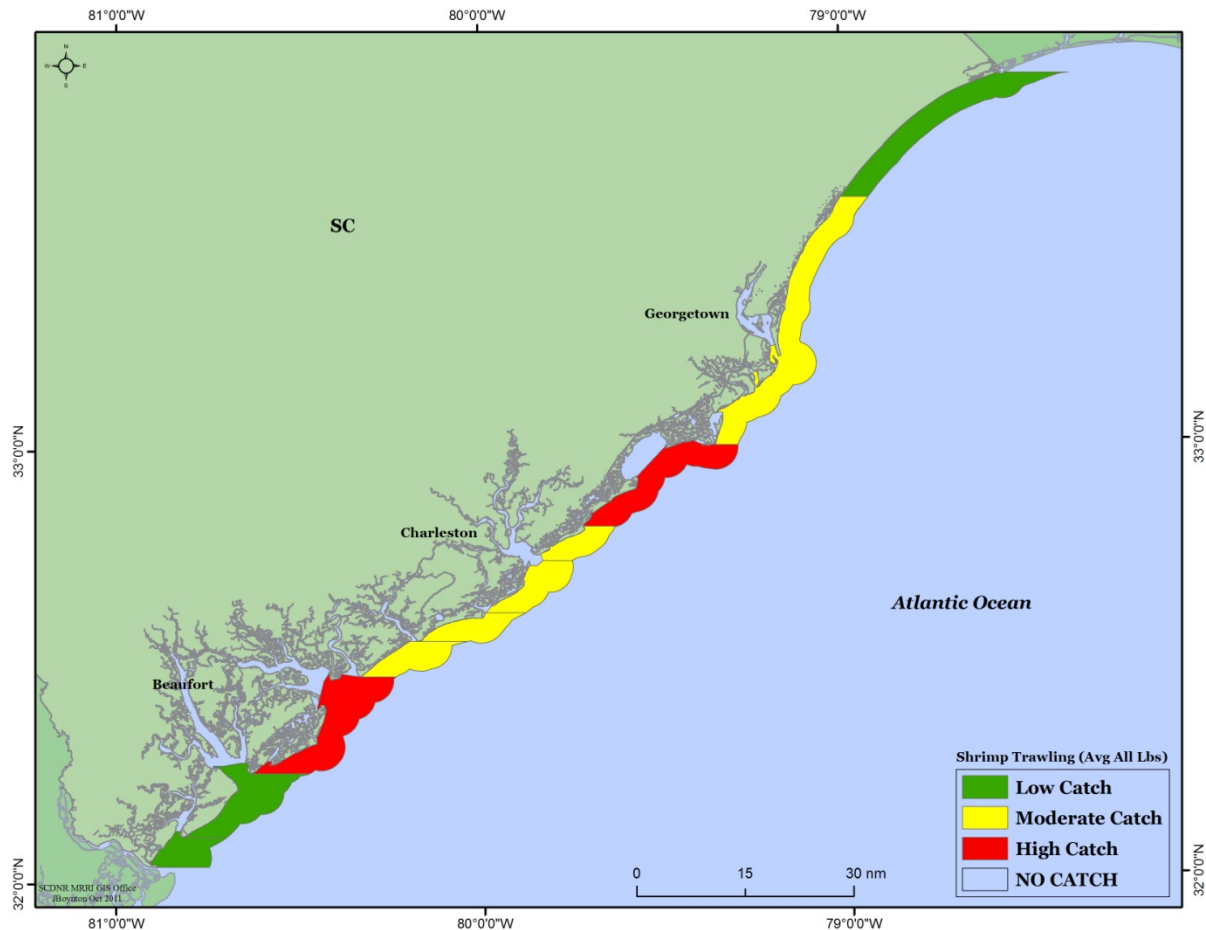 81°0'0"W
80°0'0"W
79°0'0"W
N
W
E
S
SC
Georgetown
33°0'0"N
33°0'0"N
Charleston
Atlantic Ocean
Beaufort
Shrimp Trawling (Avg All Lbs)
Low Catch
Moderate Catch
High Catch
NO CATCH
0
15
30 nm
32°0'0"N
32°0'0"N
SCDNR MRRI GIS Office
JBoynton Oct 2011
81°0'0"W
80°0'0"W
79°0'0"W